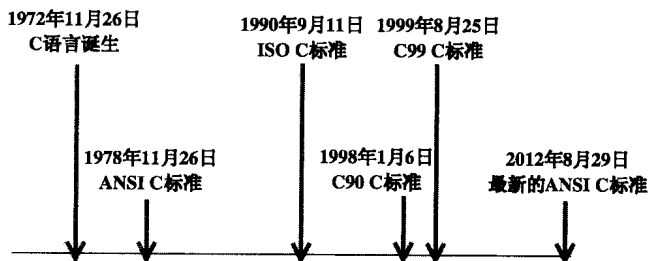 1972年11月26日
C语言诞生
1990年9月11日
ISO C标准
1999年8月25日
C99 C标准
1978年11月26日
ANSI C标准
1998年1月6日
C90 C标准
2012年8月29日
最新的ANSI C标准